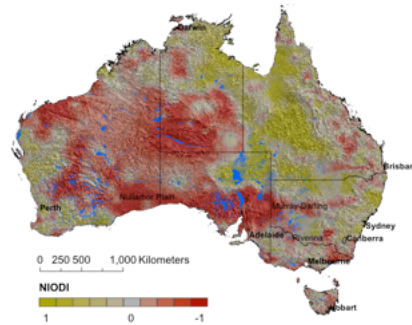 Darwin
Brisban
Nullarbor Plain
Perth
Murray-Darling
Sydney
Adelaide
Riverina
Canberra
Melbourne
0 250 500 1,000 Kilometers
NIODI
Hobart
1 0 -1